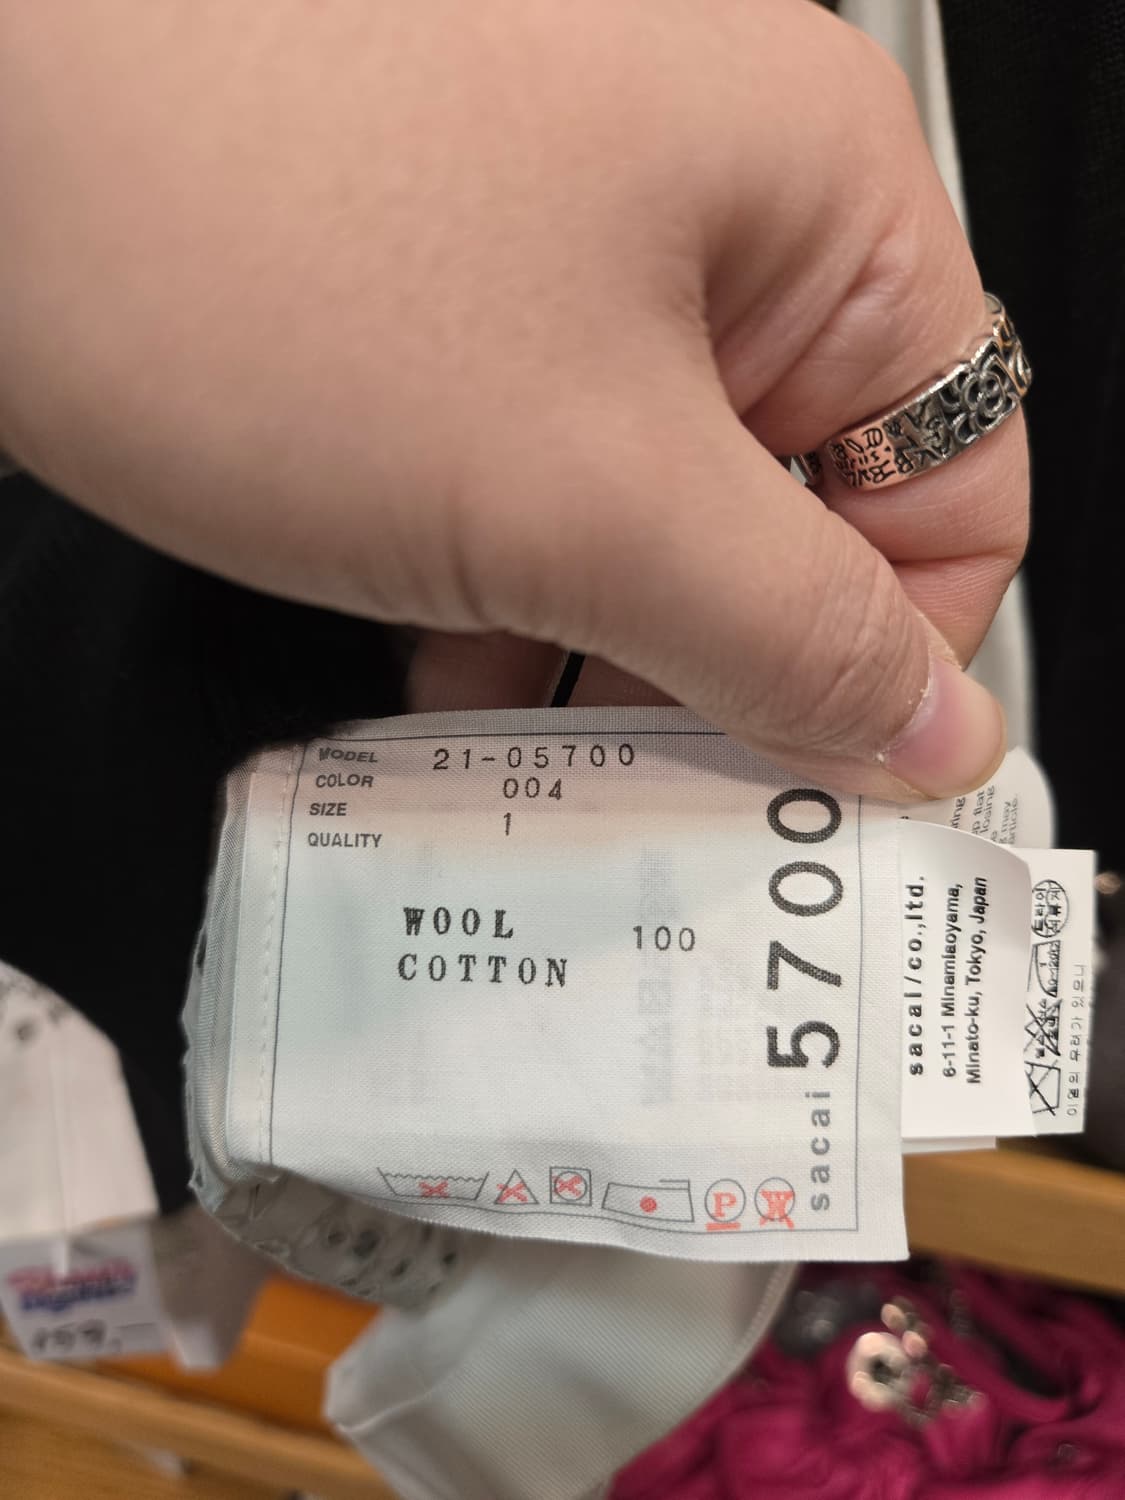 MODEL 21-05700
COLOR 004
SIZE 1
QUALITY
WOOL 100
COTTON
P
W
sacai 5700
sacai/co.,ltd.
6-11-1 Minamiaoyama,
Minato-ku, Tokyo, Japan